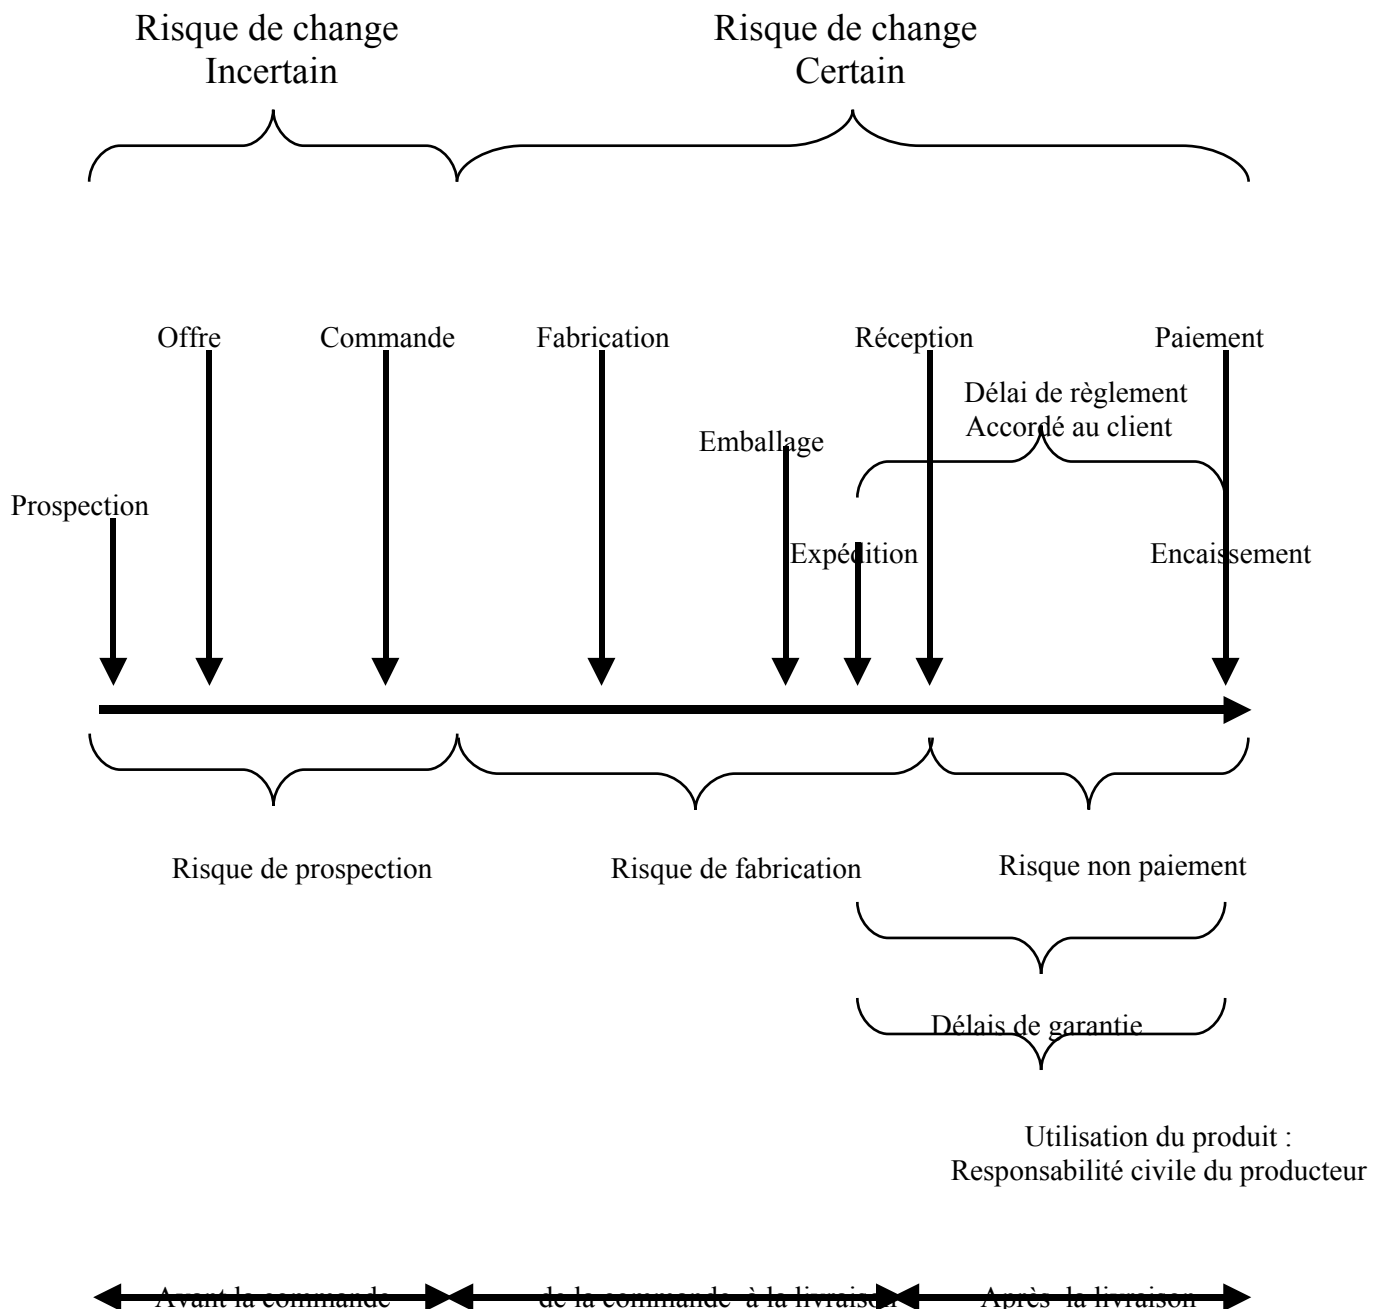 Risque de change
Incertain
Risque de change
Certain
Offre
Commande
Fabrication
Réception
Paiement
Délai de règlement
Accordé au client
Emballage
Prospection
Expédition
Encaissement
Risque de prospection
Risque de fabrication
Risque non paiement
Délais de garantie
Utilisation du produit :
Responsabilité civile du producteur
Avant la commande
de la commande à la livraison
Après la livraison